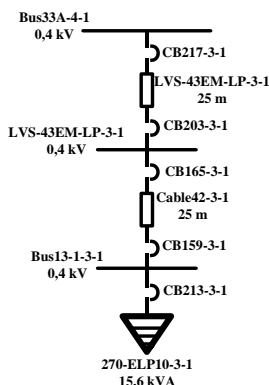 Bus33A-4-1
0,4 kV
CB217-3-1
LVS-43EM-LP-3-1
25 m
CB203-3-1
LVS-43EM-LP-3-1
0,4 kV
CB165-3-1
Cable42-3-1
25 m
CB159-3-1
Bus13-1-3-1
0,4 kV
CB213-3-1
270-ELP10-3-1
15,6 kVA